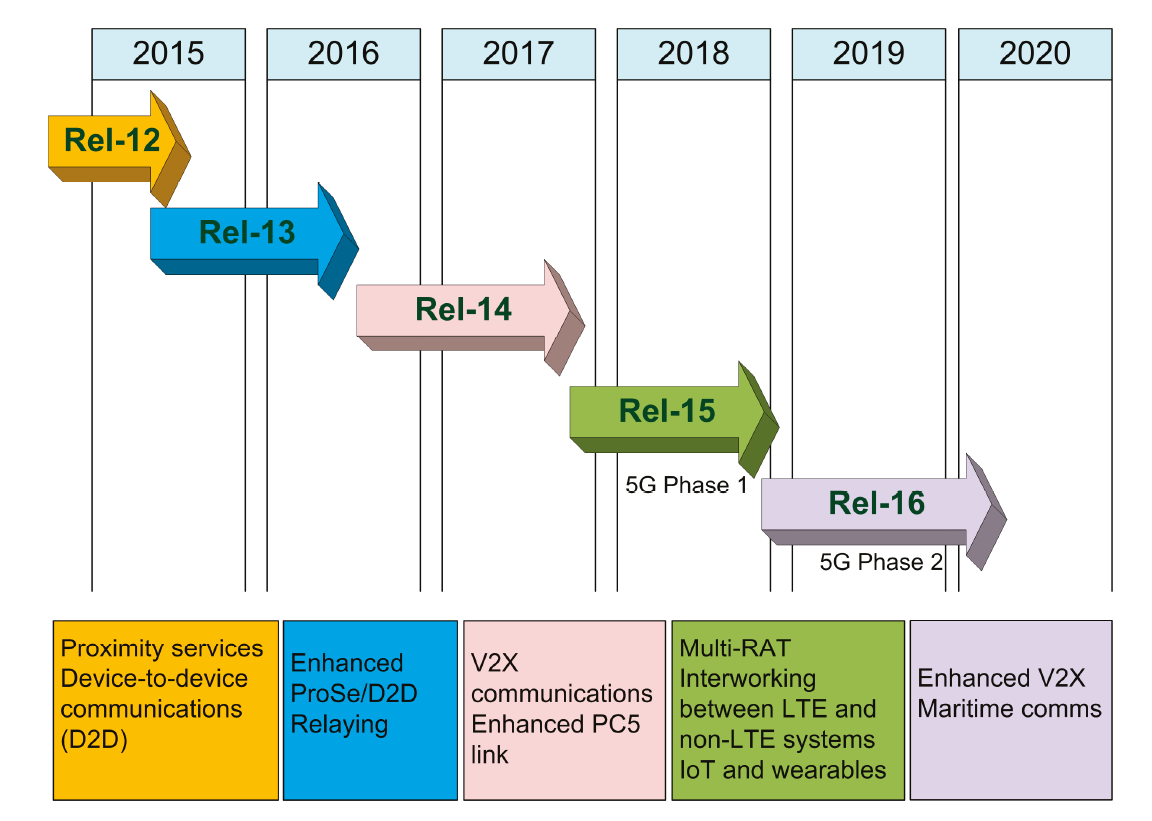 2015
2016
2017
2018
2019
2020
Rel-12
Rel-13
Rel-14
Rel-15
5G Phase 1
Rel-16
5G Phase 2
Proximity services
Device-to-device
communications
(D2D)
Enhanced
ProSe/D2D
Relaying
V2X
communications
Enhanced PC5
link
Multi-RAT
Interworking
between LTE and
non-LTE systems
IoT and wearables
Enhanced V2X
Maritime comms